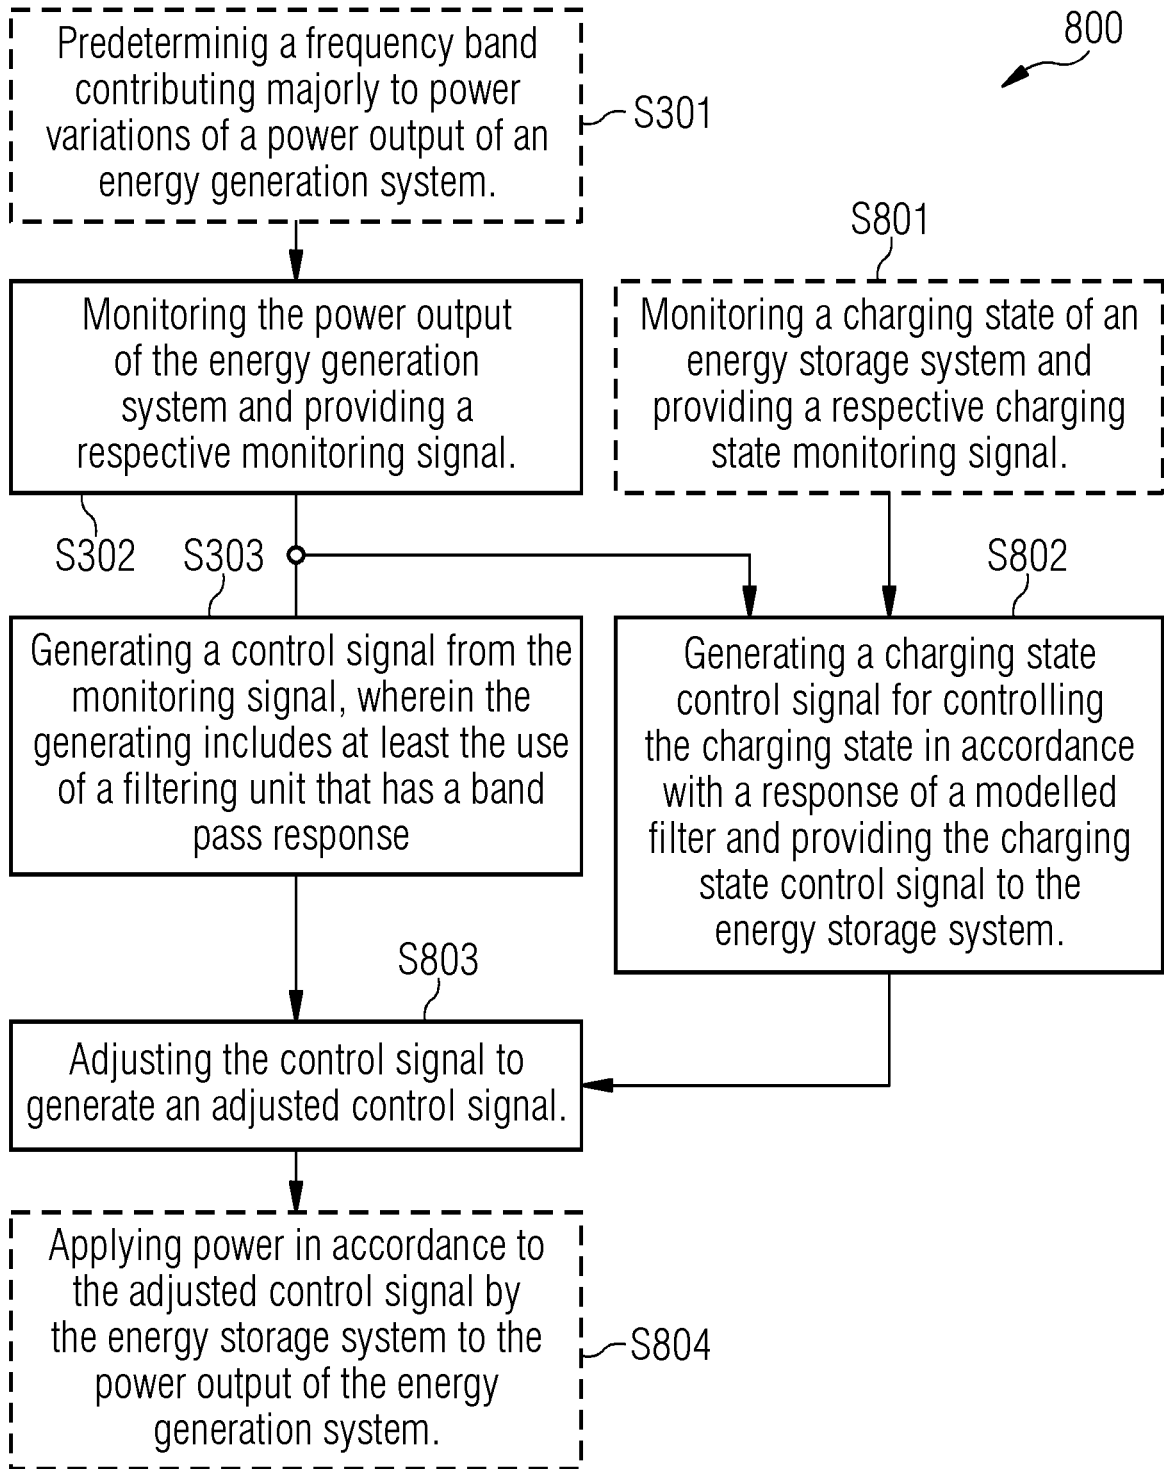 800
Predeterminig a frequency band
contributing majorly to power
variations of a power output of an
energy generation system.
S301
S801
Monitoring the power output
of the energy generation
system and providing a
respective monitoring signal.
Monitoring a charging state of an
energy storage system and
providing a respective charging
state monitoring signal.
S302
S303
S802
Generating a control signal from the
monitoring signal, wherein the
generating includes at least the use
of a filtering unit that has a band
pass response
Generating a charging state
control signal for controlling
the charging state in accordance
with a response of a modelled
filter and providing the charging
state control signal to the
energy storage system.
S803
Adjusting the control signal to
generate an adjusted control signal.
Applying power in accordance to
the adjusted control signal by
the energy storage system to the
power output of the energy
generation system.
S804